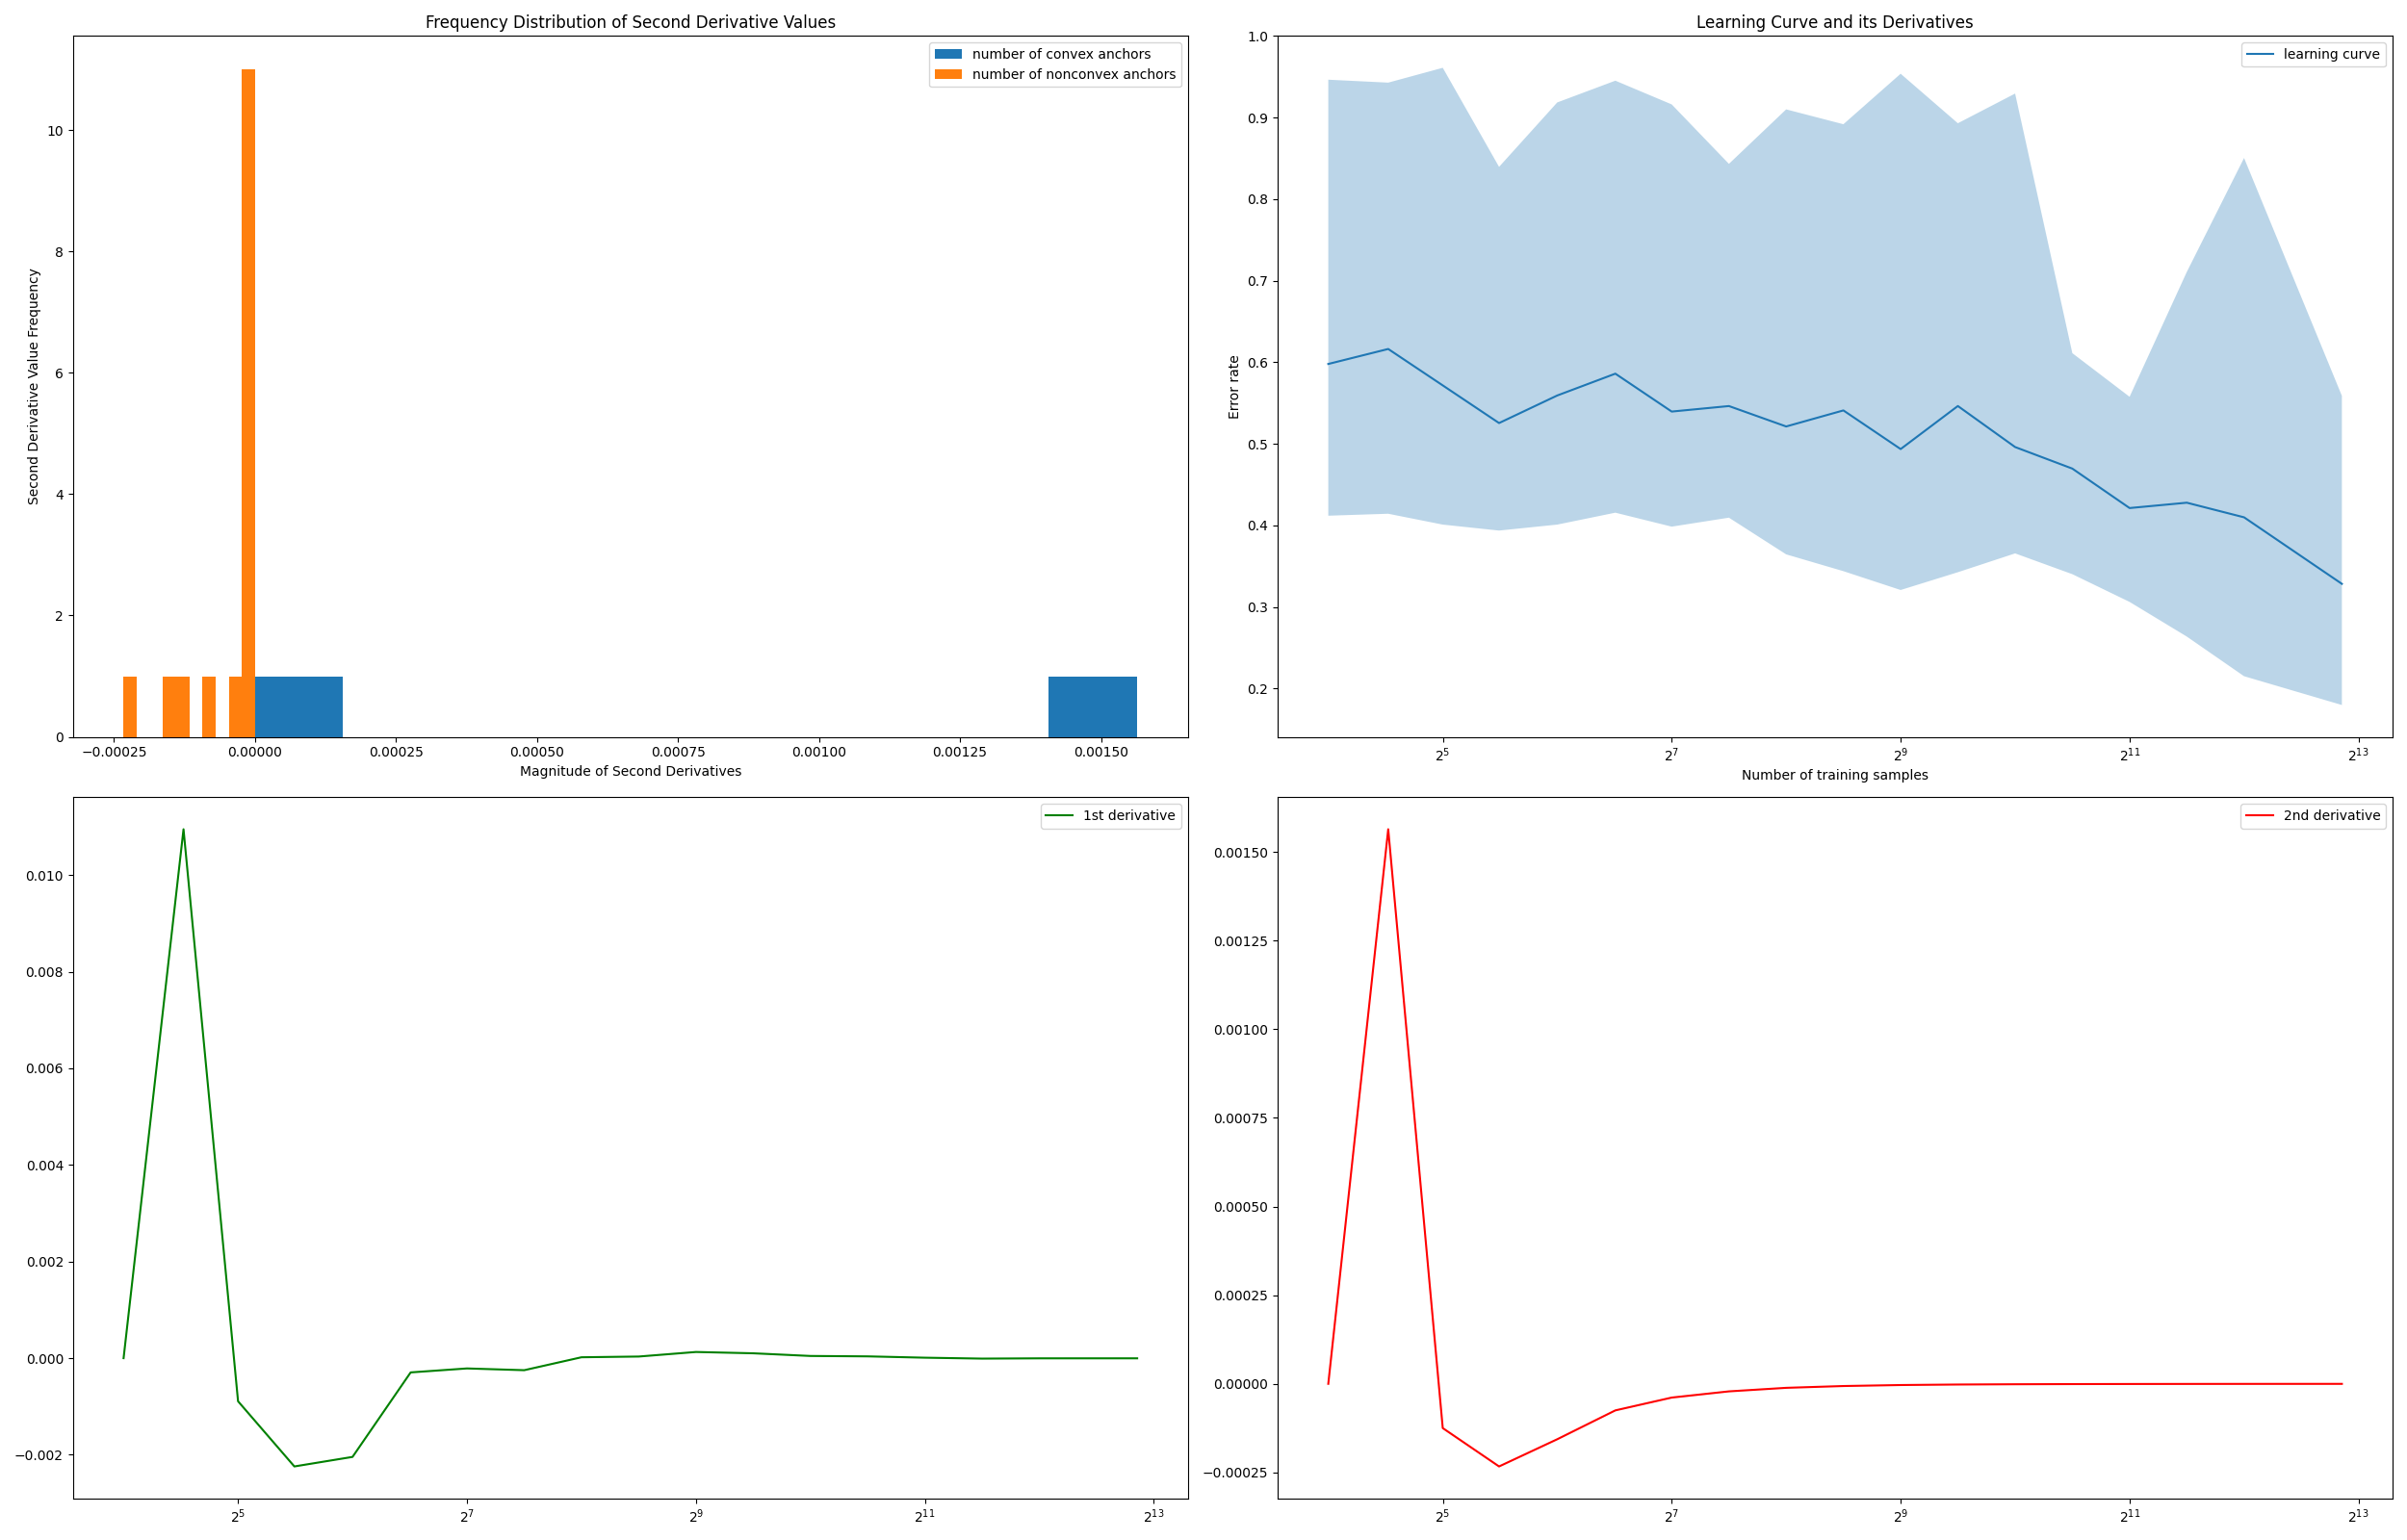 Frequency Distribution of Second Derivative Values
number of convex anchors
number of nonconvex anchors
Second Derivative Value Frequency
10
8
6
4
2
0
−0.00025 0.00000 0.00025 0.00050 0.00075 0.00100 0.00125 0.00150
Magnitude of Second Derivatives
Learning Curve and its Derivatives
learning curve
Error rate
1.0
0.9
0.8
0.7
0.6
0.5
0.4
0.3
0.2
2^5 2^7 2^9 2^11 2^13
Number of training samples
1st derivative
0.010
0.008
0.006
0.004
0.002
0.000
−0.002
2^5 2^7 2^9 2^11 2^13
2nd derivative
0.00150
0.00125
0.00100
0.00075
0.00050
0.00025
0.00000
−0.00025
2^5 2^7 2^9 2^11 2^13